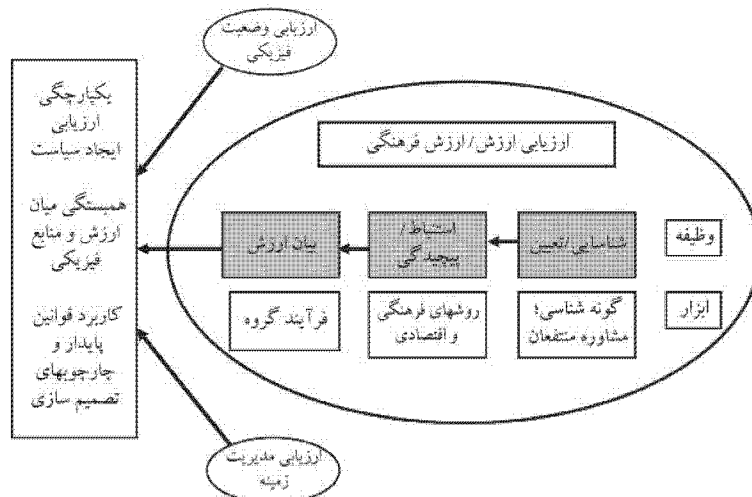 ارزیابی وضعیت
فیزیکی
ارزیابی ارزش / ارزش فرهنگی
وظیفه
شناسایی/تعیین
استنباط/
پیچیدگی
بیان ارزش
ابزار
گونه شناسی؛
مشاوره منتفعان
روشهای فرهنگی
و اقتصادی
فرآیند گروه
یکپارچگی
ارزیابی
ایجاد سیاست
همبستگی میان
ارزش و منابع
فیزیکی
کاربرد قوانین
پایدار و
چارچوبهای
تصمیم سازی
ارزیابی مدیریت
زمینه